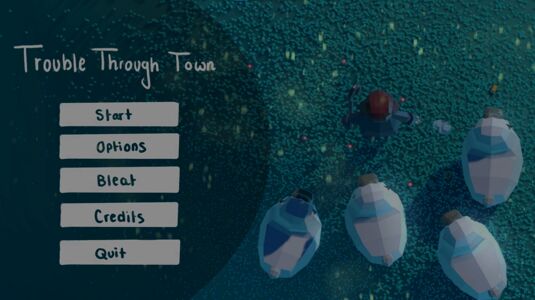 Trouble Through Town
Start
Options
Bleat
Credits
Quit